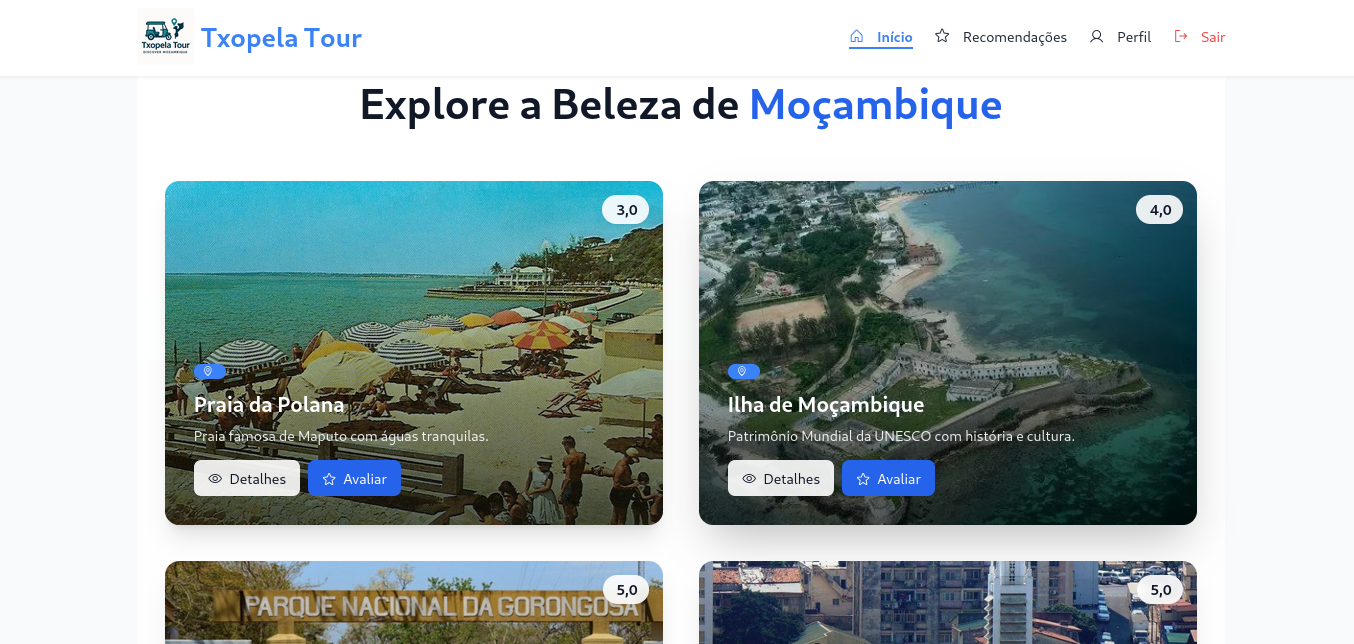 Txopela Tour
DISCOVER MOZAMBIQUE
Txopela Tour
Início
Recomendações
Perfil
Sair
Explore a Beleza de Moçambique
3,0
Praia da Polana
Praia famosa de Maputo com águas tranquilas.
Detalhes
Avaliar
4,0
Ilha de Moçambique
Patrimônio Mundial da UNESCO com história e cultura.
Detalhes
Avaliar
5,0
PARQUE NACIONAL DA GORONGOSA
5,0